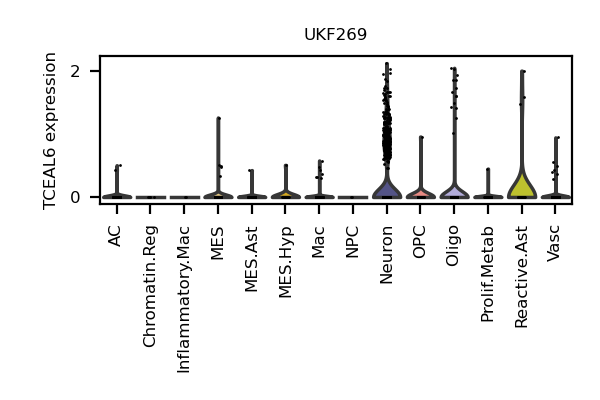 UKF269
TCEAL6 expression
2
0
AC
Chromatin.Reg
Inflammatory.Mac
MES
MES.Ast
MES.Hyp
Mac
NPC
Neuron
OPC
Oligo
Prolif.Metab
Reactive.Ast
Vasc